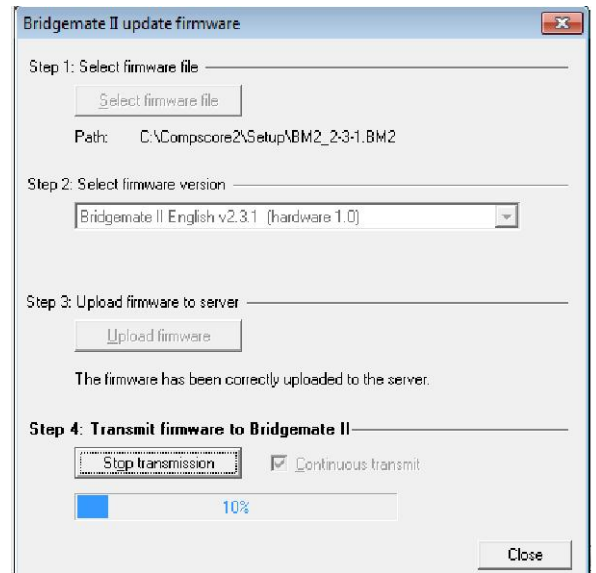 Bridgemate II update firmware
Step 1: Select firmware file
Select firmware file
Path: C:\Compscore2\Setup\BM2_2-3-1.BM2
Step 2: Select firmware version
Bridgemate II English v2.3.1 (hardware 1.0)
Step 3: Upload firmware to server
Upload firmware
The firmware has been correctly uploaded to the server.
Step 4: Transmit firmware to Bridgemate II
Stop transmission Continuous transmit
10%
Close